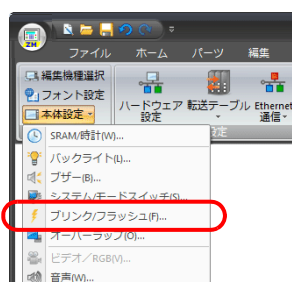 ZH
ファイル ホーム パーツ 編集
編集機種選択
フォント設定
本体設定
ハードウェア 転送テーブル Ethernet
設定 通信
設定
SRAM/時計(W)...
バックライト(L)...
ブザー(B)...
システム/モードスイッチ(S)...
ブリンク/フラッシュ(F)...
オーバーラップ(O)...
ビデオ/RGB(V)...
音声(W)...